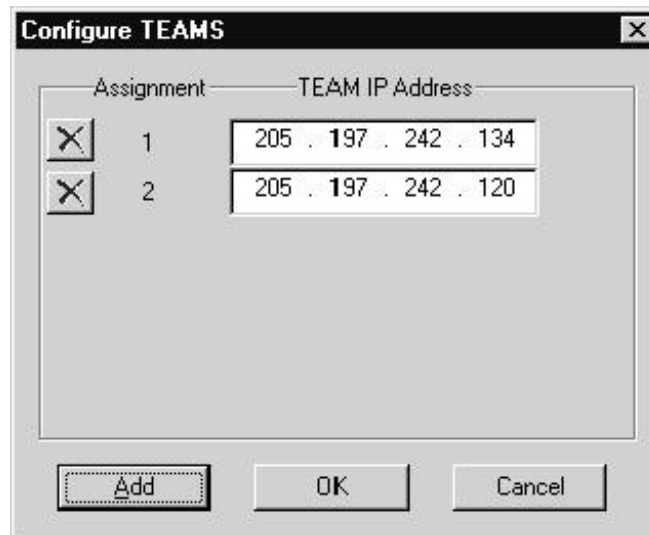 Configure TEAMS
Assignment TEAM IP Address
1 205 . 197 . 242 . 134
2 205 . 197 . 242 . 120
Add OK Cancel